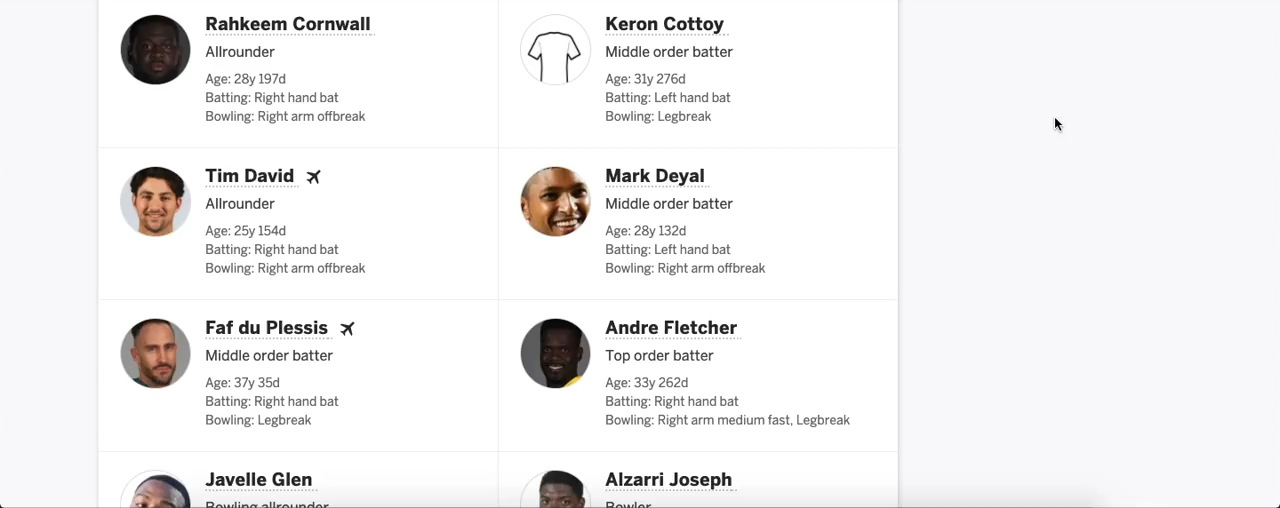 Rahkeem Cornwall
Allrounder
Age: 28y 197d
Batting: Right hand bat
Bowling: Right arm offbreak
Keron Cottoy
Middle order batter
Age: 31y 276d
Batting: Left hand bat
Bowling: Legbreak
Tim David
Allrounder
Age: 25y 154d
Batting: Right hand bat
Bowling: Right arm offbreak
Mark Deyal
Middle order batter
Age: 28y 132d
Batting: Left hand bat
Bowling: Right arm offbreak
Faf du Plessis
Middle order batter
Age: 37y 35d
Batting: Right hand bat
Bowling: Legbreak
Andre Fletcher
Top order batter
Age: 33y 262d
Batting: Right hand bat
Bowling: Right arm medium fast, Legbreak
Javelle Glen
Bowling allrounder
Alzarri Joseph
Bowler